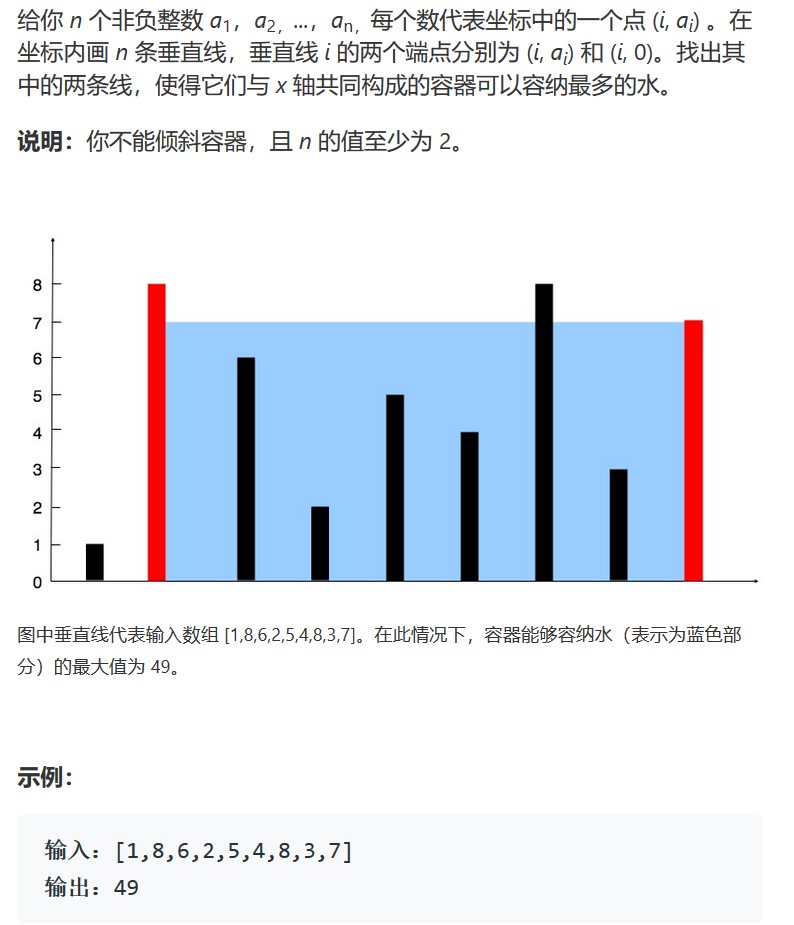 给你 n 个非负整数 a1，a2，...，an，每个数代表坐标中的一个点 (i, ai) 。在
坐标内画 n 条垂直线，垂直线 i 的两个端点分别为 (i, ai) 和 (i, 0)。找出其
中的两条线，使得它们与 x 轴共同构成的容器可以容纳最多的水。
说明：你不能倾斜容器，且 n 的值至少为 2。
8
7
6
5
4
3
2
1
0
图中垂直线代表输入数组 [1,8,6,2,5,4,8,3,7]。在此情况下，容器能够容纳水（表示为蓝色部
分）的最大值为 49。
示例：
输入：[1,8,6,2,5,4,8,3,7]
输出：49